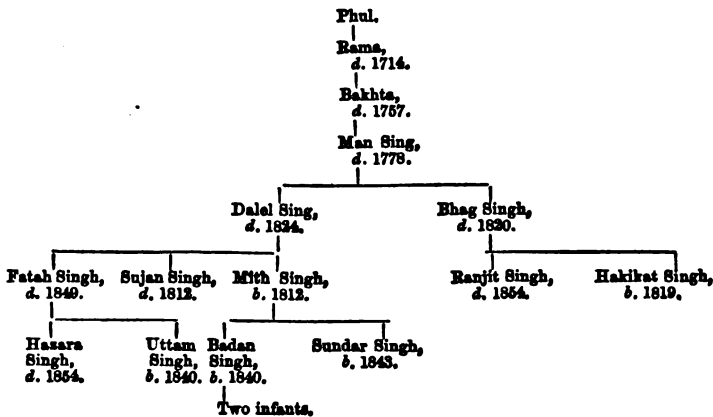 Phul.
Rama,
d. 1714.
Bakhta,
d. 1757.
Man Sing,
d. 1778.
Dalel Sing,
d. 1824.
Bhag Singh,
d. 1820.
Fatah Singh,
d. 1849.
Sujan Singh,
d. 1812.
Mith Singh,
b. 1812.
Ranjit Singh,
d. 1854.
Hakikat Singh,
b. 1819.
Hazara
Singh,
d. 1854.
Uttam
Singh,
b. 1840.
Badan
Singh,
b. 1840.
Sundar Singh,
b. 1843.
Two infants.